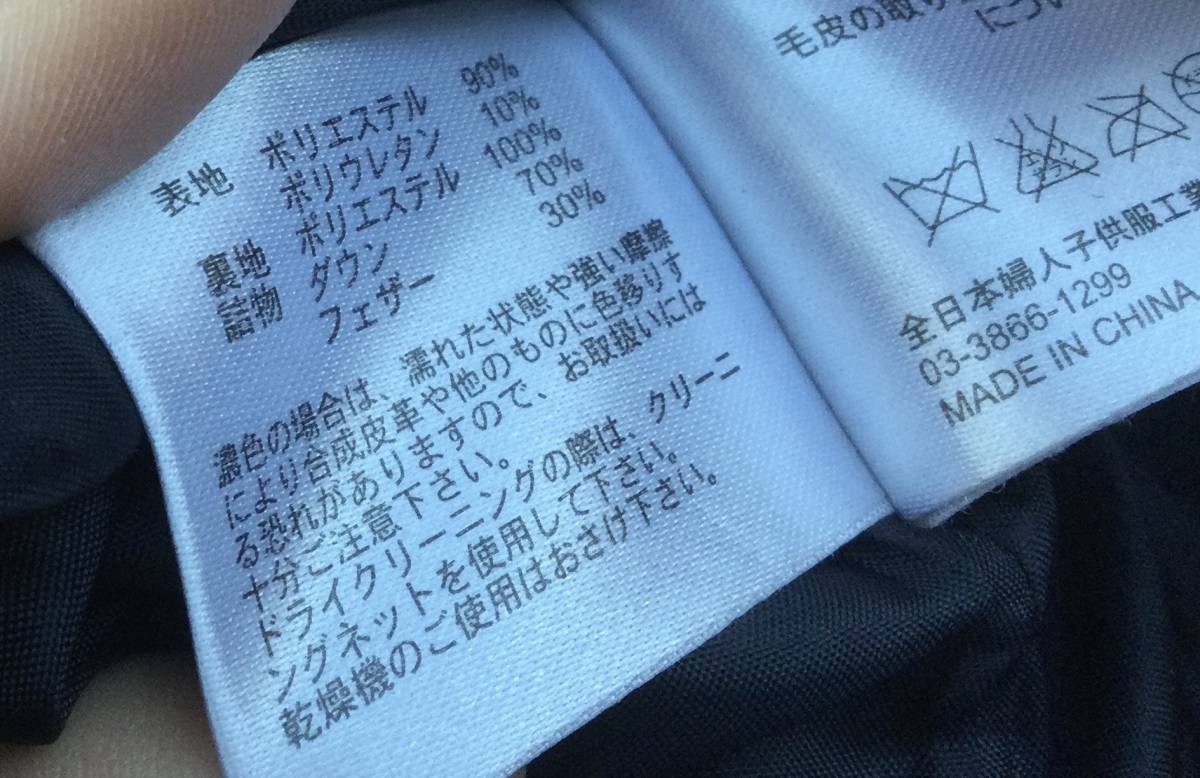 表地 ポリエステル 90%
ポリウレタン 10%
裏地 ポリエステル 100%
詰物 ダウン 70%
フェザー 30%
濃色の場合は、濡れた状態や強い摩擦
により合成皮革や他のものに色移りす
る恐れがありますので、お取扱いには
十分ご注意下さい。
ドライクリーニングの際は、クリーニ
ングネットを使用して下さい。
乾燥機のご使用はおさけ下さい。
毛皮の取り
につい
全日本婦人子供服工業
03-3866-1299
MADE IN CHINA